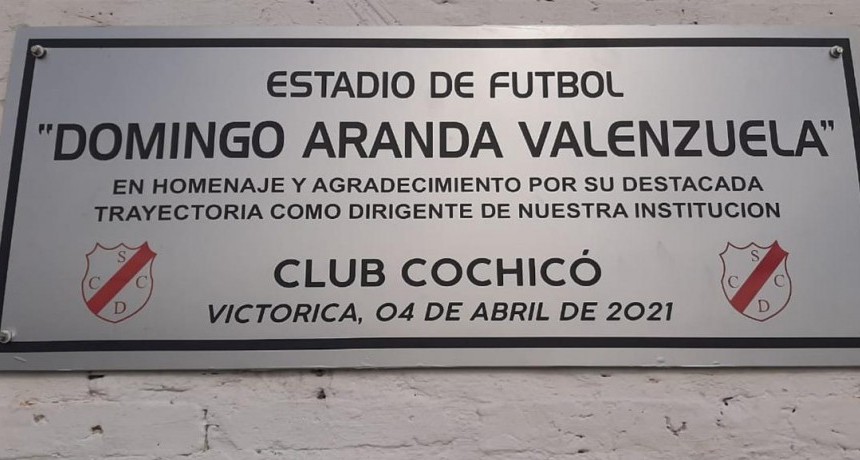 ESTADIO DE FUTBOL
"DOMINGO ARANDA VALENZUELA"
EN HOMENAJE Y AGRADECIMIENTO POR SU DESTACADA
TRAYECTORIA COMO DIRIGENTE DE NUESTRA INSTITUCION
S
C C
D
S
C C
D
CLUB COCHICÓ
VICTORICA, 04 DE ABRIL DE 2021